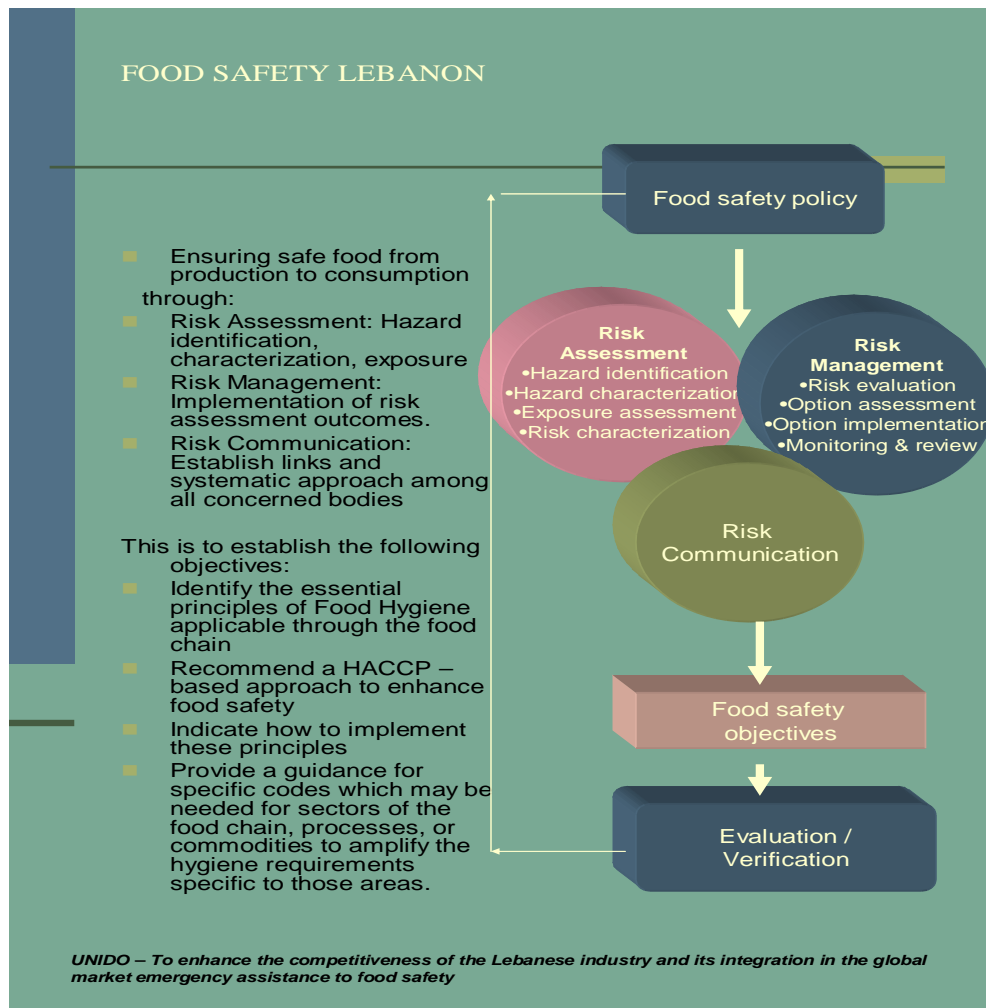 FOOD SAFETY LEBANON
■ Ensuring safe food from
production to consumption
through:
■ Risk Assessment: Hazard
identification,
characterization, exposure
■ Risk Management:
Implementation of risk
assessment outcomes.
■ Risk Communication:
Establish links and
systematic approach among
all concerned bodies
This is to establish the following
objectives:
■ Identify the essential
principles of Food Hygiene
applicable through the food
chain
■ Recommend a HACCP –
based approach to enhance
food safety
■ Indicate how to implement
these principles
■ Provide a guidance for
specific codes which may be
needed for sectors of the
food chain, processes, or
commodities to amplify the
hygiene requirements
specific to those areas.
Food safety policy
Risk
Assessment
•Hazard identification
•Hazard characterization
•Exposure assessment
•Risk characterization
Risk
Management
•Risk evaluation
•Option assessment
•Option implementation
•Monitoring & review
Risk
Communication
Food safety
objectives
Evaluation /
Verification
UNIDO – To enhance the competitiveness of the Lebanese industry and its integration in the global
market emergency assistance to food safety